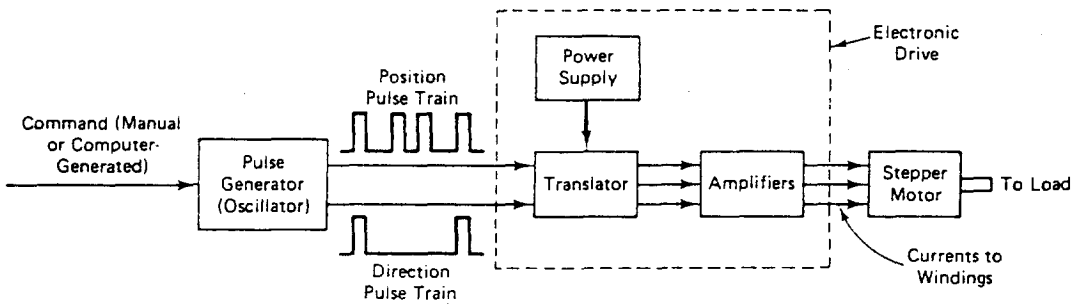 Electronic
Drive
Power
Supply
Position
Pulse Train
Command (Manual
or Computer-
Generated)
Pulse
Generator
(Oscillator)
Translator
Amplifiers
Stepper
Motor
To Load
Currents to
Windings
Direction
Pulse Train